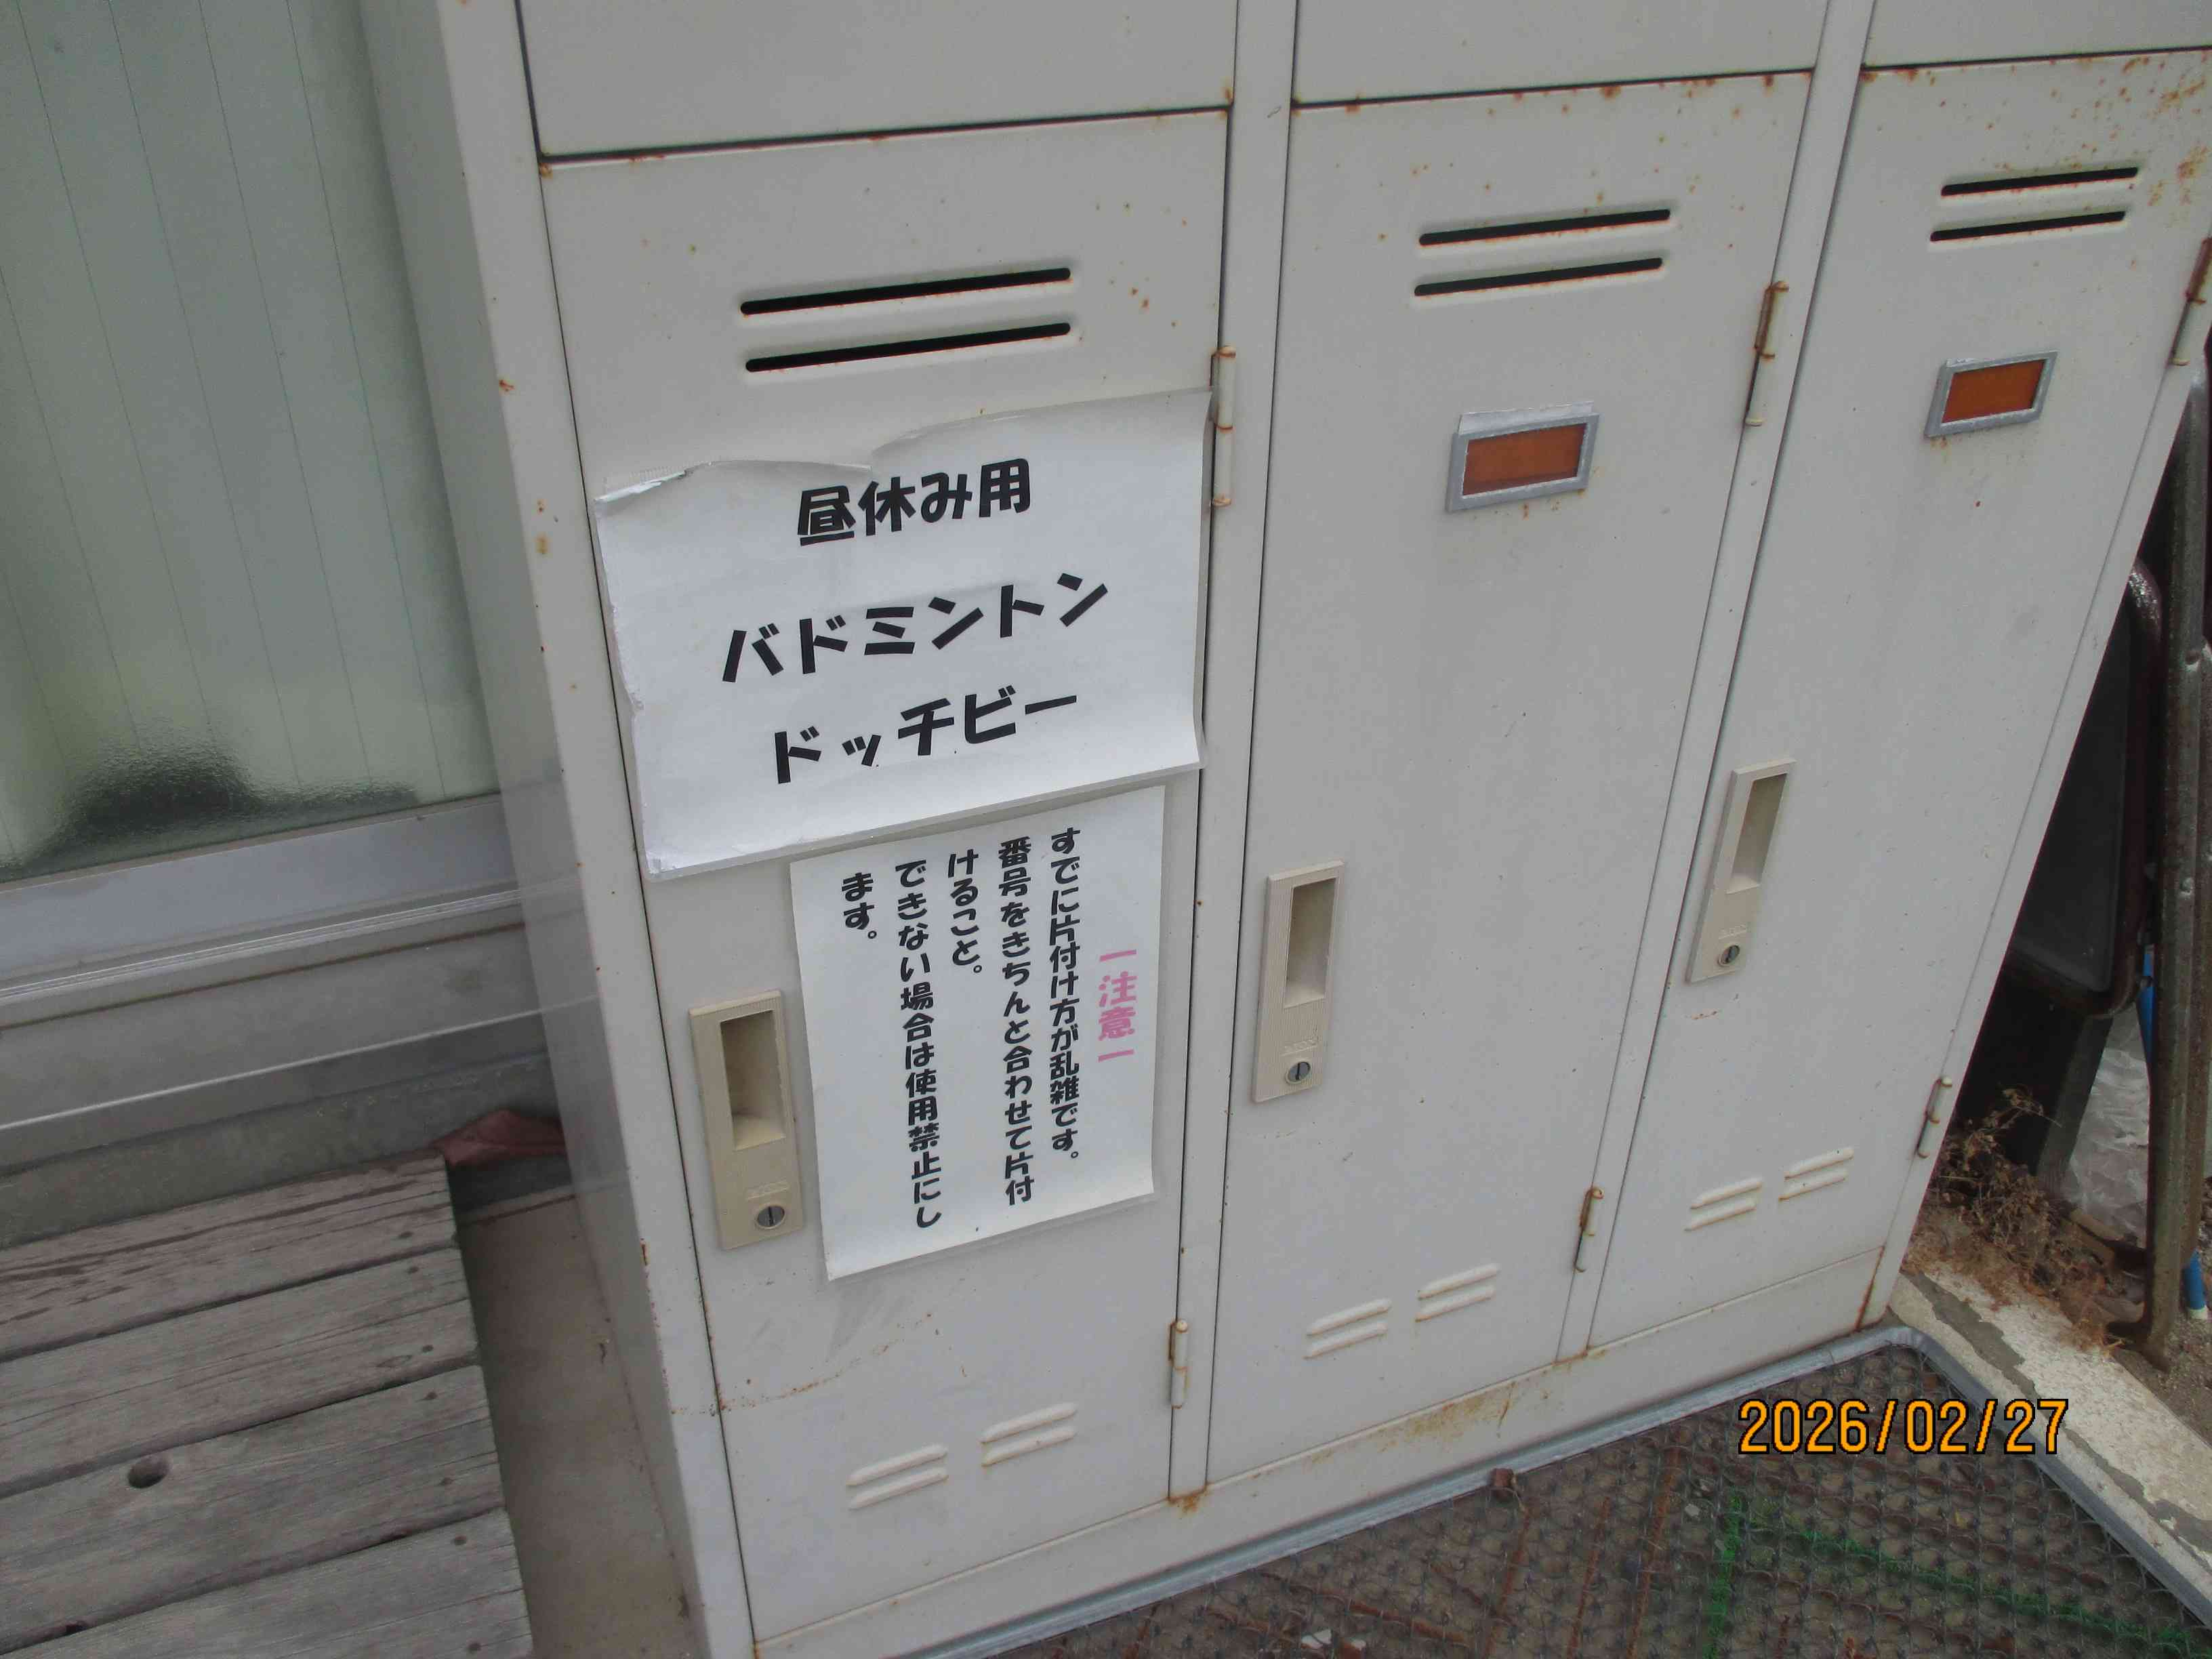 昼休み用
バドミントン
ドッチビー
ー注意ー
すでに片付け方が乱雑です。
番号をきちんと合わせて片付
けること。
できない場合は使用禁止にし
ます。
2026/02/27